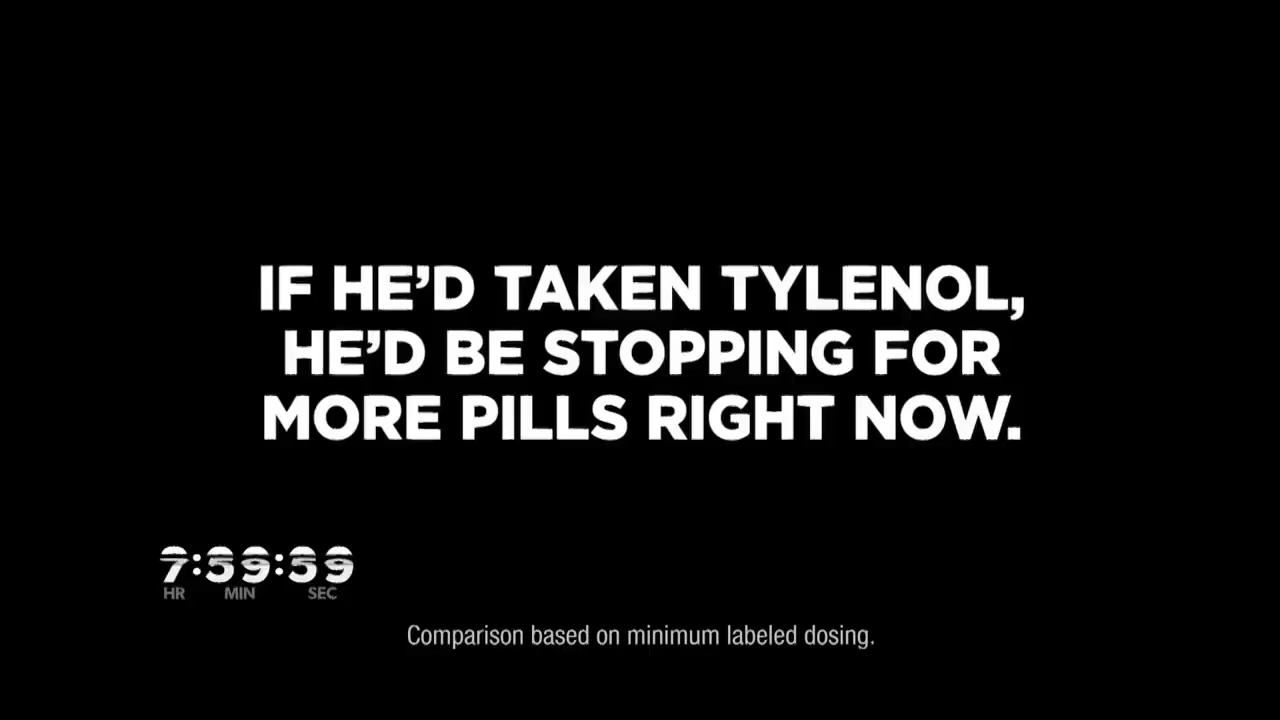 IF HE’D TAKEN TYLENOL,
HE’D BE STOPPING FOR
MORE PILLS RIGHT NOW.
7:59:59
HR MIN SEC
Comparison based on minimum labeled dosing.